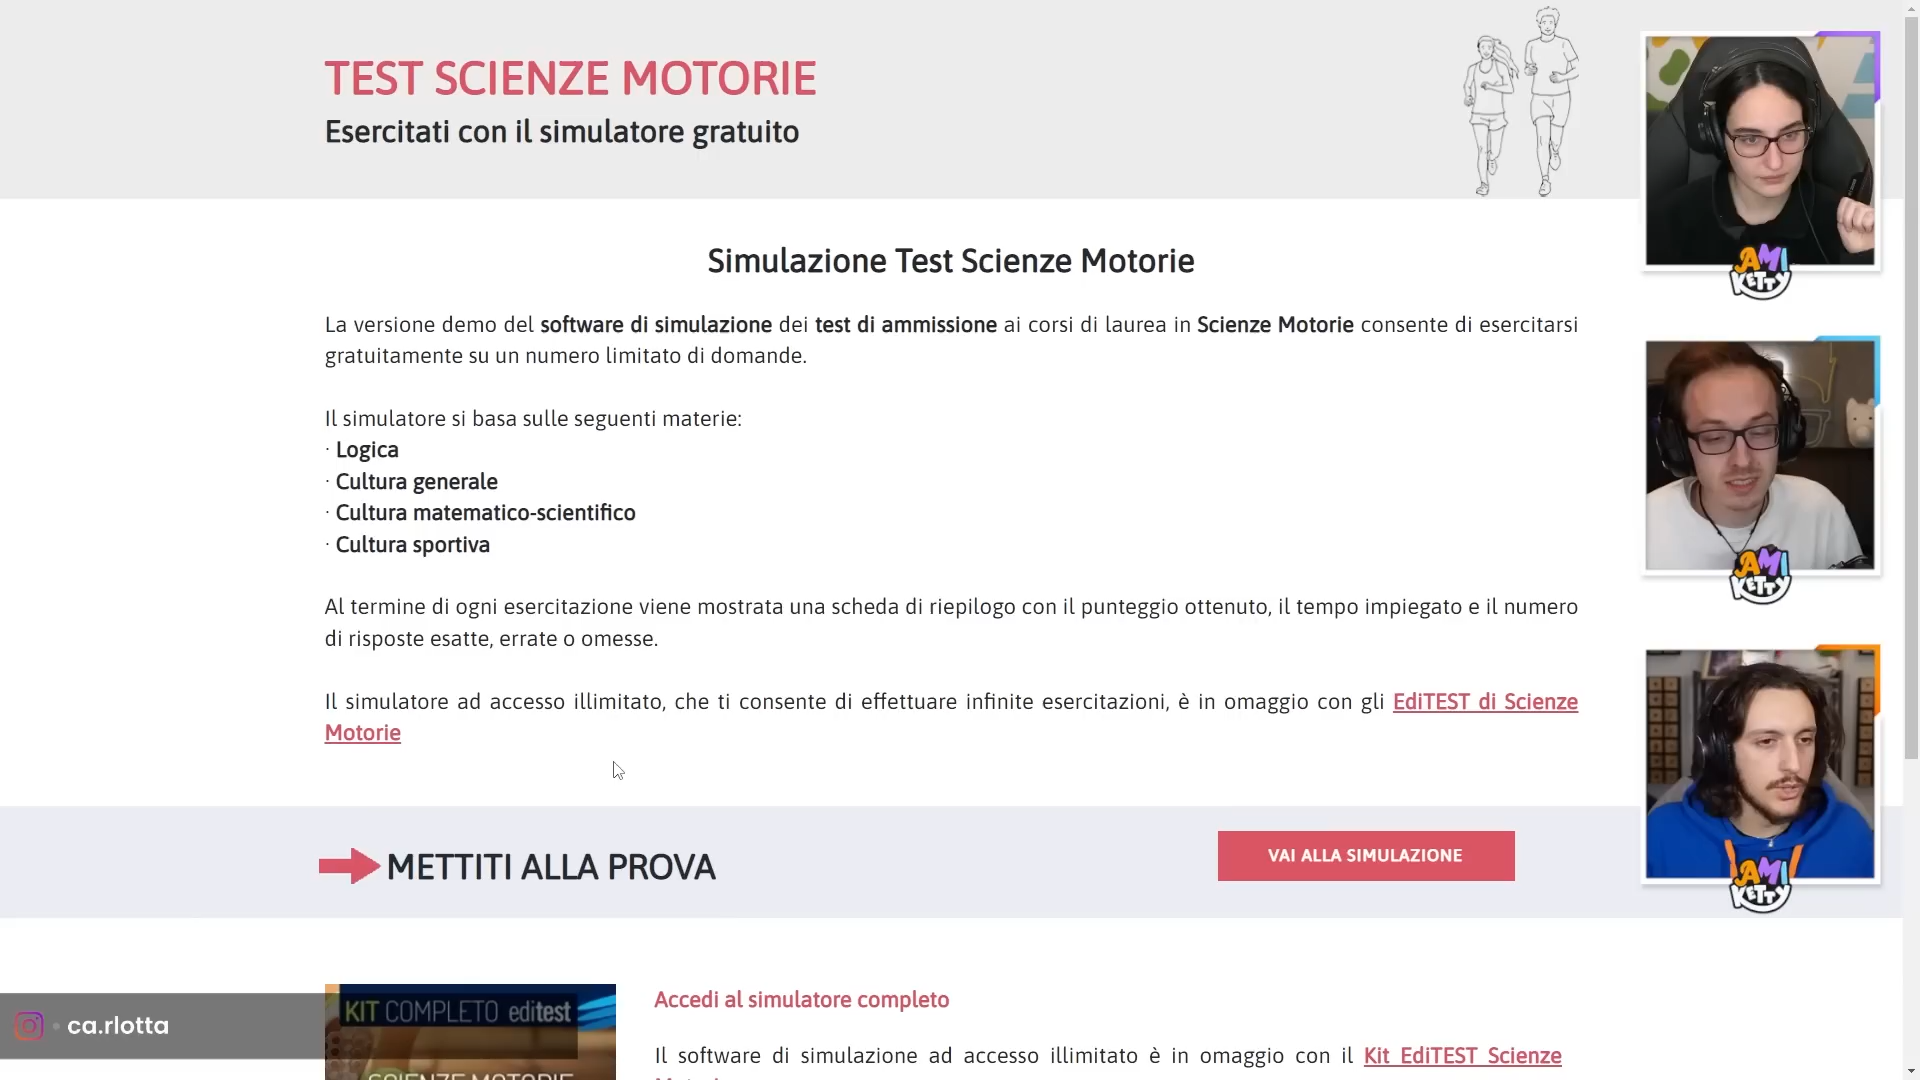 TEST SCIENZE MOTORIE
Esercitati con il simulatore gratuito
Simulazione Test Scienze Motorie
La versione demo del software di simulazione dei test di ammissione ai corsi di laurea in Scienze Motorie consente di esercitarsi
gratuitamente su un numero limitato di domande.
Il simulatore si basa sulle seguenti materie:
· Logica
· Cultura generale
· Cultura matematico-scientifico
· Cultura sportiva
Al termine di ogni esercitazione viene mostrata una scheda di riepilogo con il punteggio ottenuto, il tempo impiegato e il numero
di risposte esatte, errate o omesse.
Il simulatore ad accesso illimitato, che ti consente di effettuare infinite esercitazioni, è in omaggio con gli EdiTEST di Scienze
Motorie
METTITI ALLA PROVA
VAI ALLA SIMULAZIONE
KIT COMPLETO editest
SCIENZE MOTORIE
Accedi al simulatore completo
Il software di simulazione ad accesso illimitato è in omaggio con il Kit EdiTEST Scienze
ca.rlotta
AMI KETTY
AMI KETTY
AMI KETTY